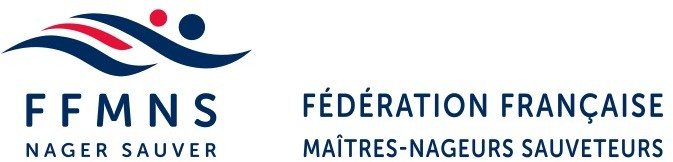 FFMNS
NAGER SAUVER
FÉDÉRATION FRANÇAISE
MAÎTRES-NAGEURS SAUVETEURS